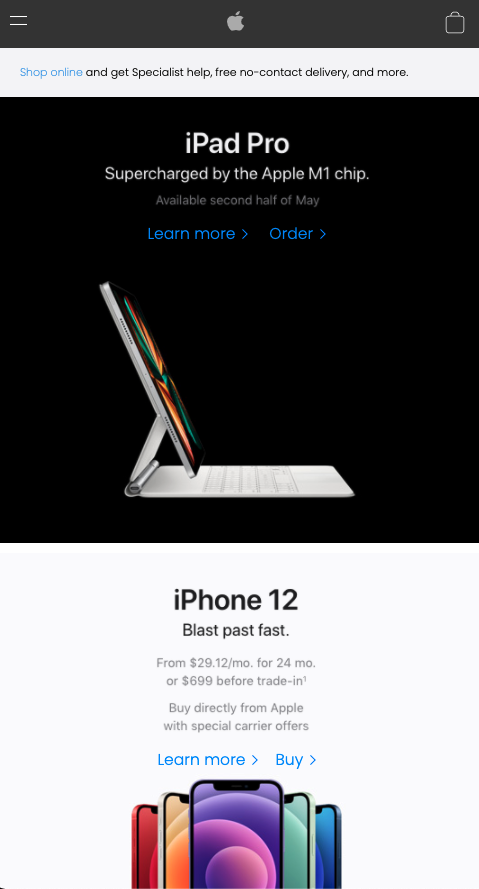 Shop online and get Specialist help, free no-contact delivery, and more.
iPad Pro
Supercharged by the Apple M1 chip.
Available second half of May
Learn more > Order >
iPhone 12
Blast past fast.
From $29.12/mo. for 24 mo.
or $699 before trade-in¹
Buy directly from Apple
with special carrier offers
Learn more > Buy >